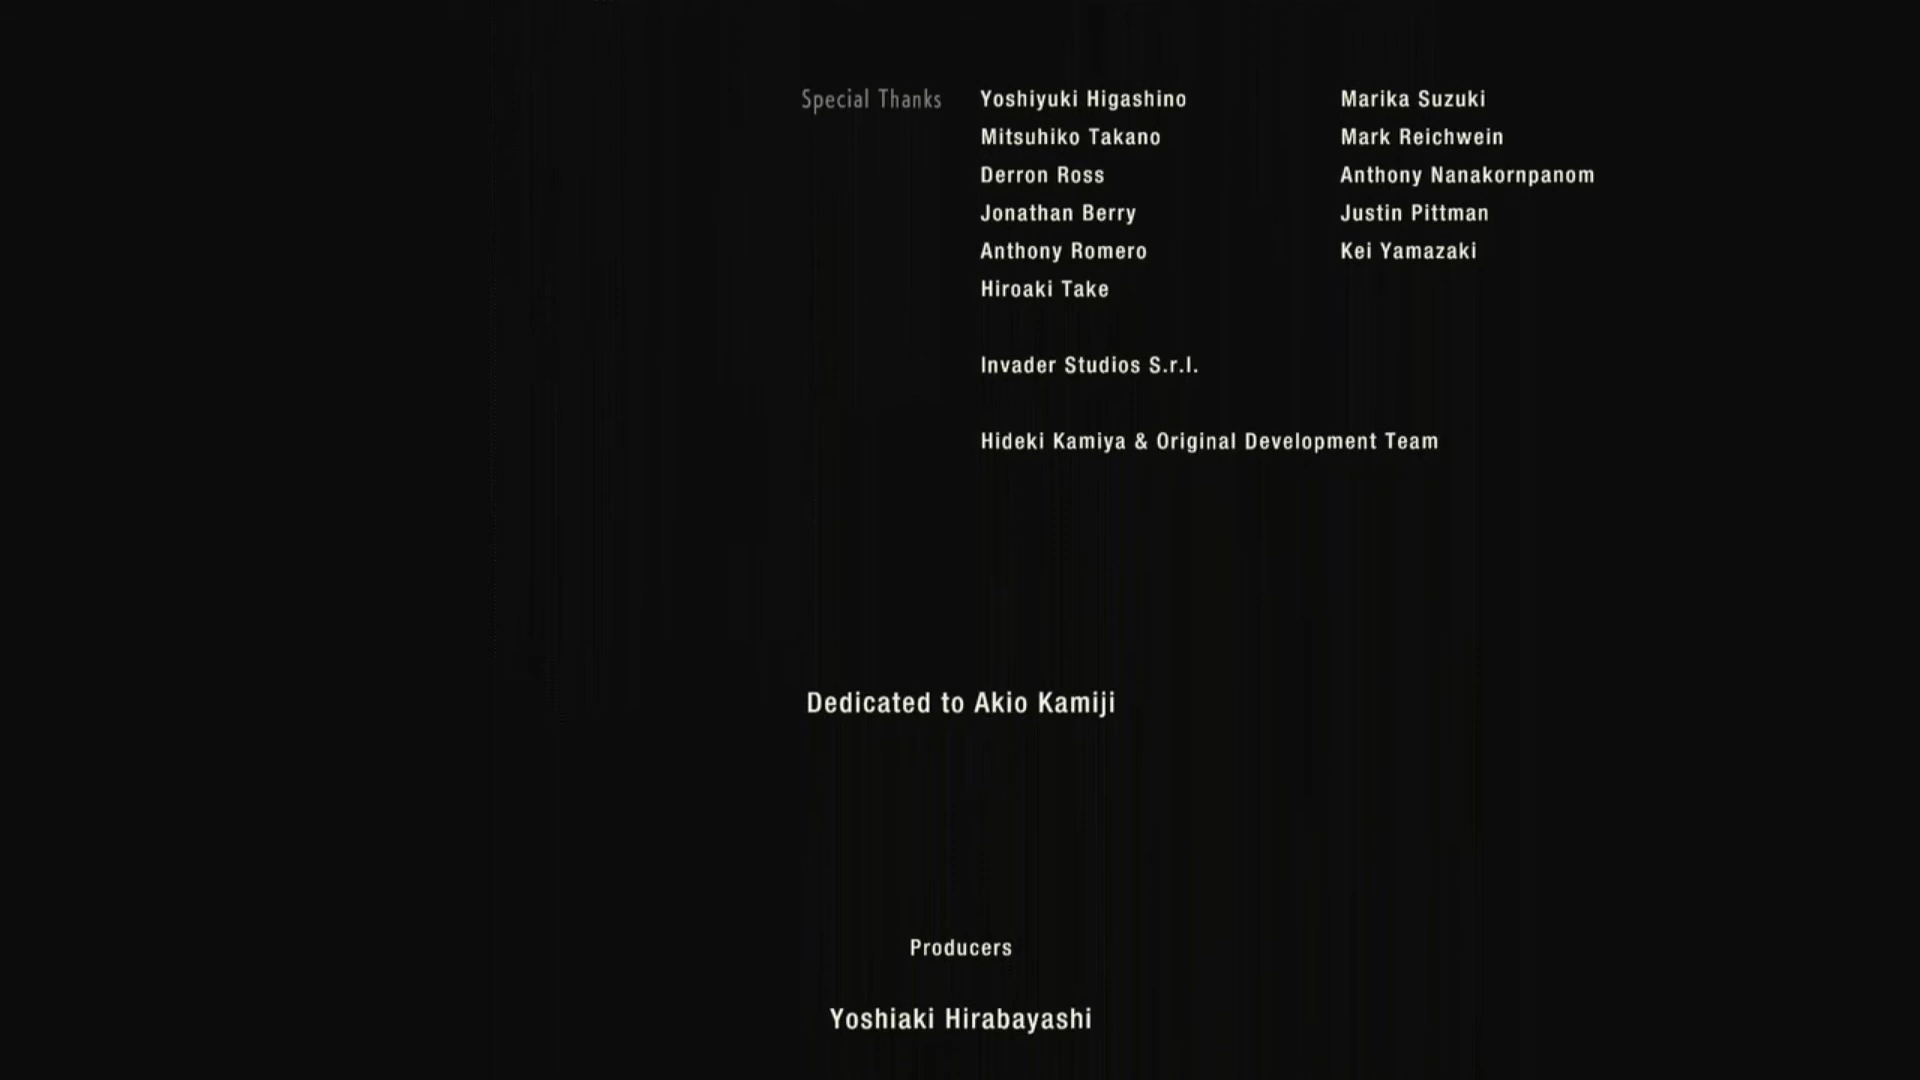 Special Thanks Yoshiyuki Higashino Marika Suzuki
Mitsuhiko Takano Mark Reichwein
Derron Ross Anthony Nanakornpanom
Jonathan Berry Justin Pittman
Anthony Romero Kei Yamazaki
Hiroaki Take
Invader Studios S.r.l.
Hideki Kamiya & Original Development Team
Dedicated to Akio Kamiji
Producers
Yoshiaki Hirabayashi